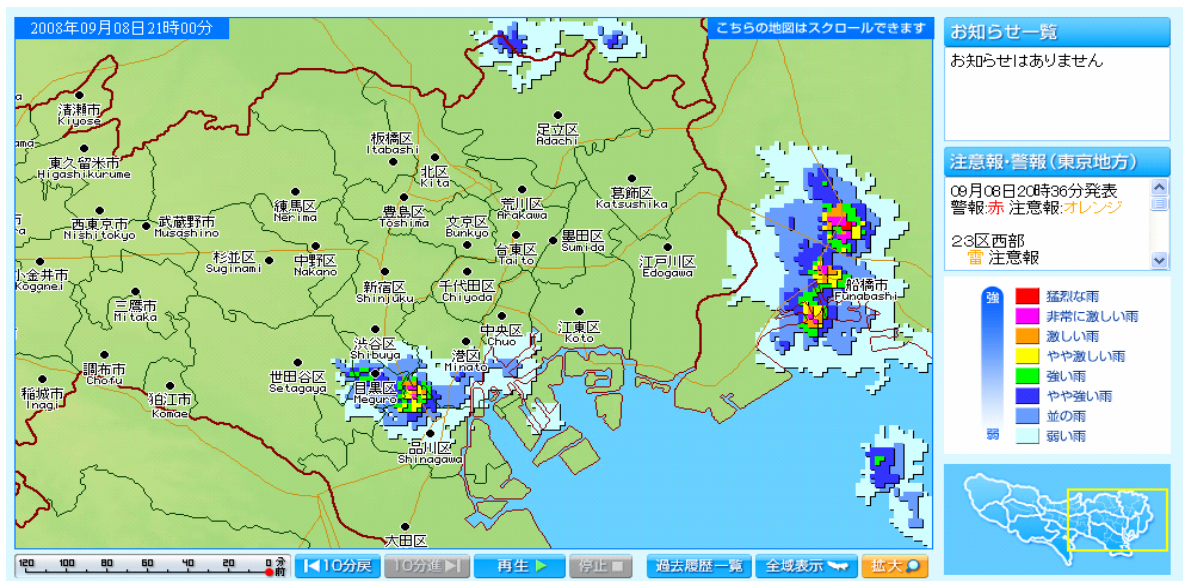 2008年09月08日21時00分
こちらの地図はスクロールできます
お知らせ一覧
お知らせはありません
注意報・警報(東京地方)
09月08日20時36分発表
警報:赤 注意報:オレンジ
23区西部
雷 注意報
強
猛烈な雨
非常に激しい雨
激しい雨
やや激しい雨
強い雨
やや強い雨
並の雨
弱い雨
弱
清瀬市
Kiyose
東久留米市
Higashikurume
西東京市
Nishitokyo
武蔵野市
Musashino
小金井市
Koganei
三鷹市
Mitaka
調布市
Chofu
稲城市
Inagi
狛江市
Komae
板橋区
Itabashi
北区
Kita
足立区
Adachi
練馬区
Nerima
豊島区
Toshima
文京区
Bunkyo
荒川区
Arakawa
葛飾区
Katsushika
杉並区
Suginami
中野区
Nakano
台東区
Taito
墨田区
Sumida
新宿区
Shinjuku
千代田区
Chiyoda
江戸川区
Edogawa
船橋市
Funabashi
渋谷区
Shibuya
中央区
Chuo
江東区
Koto
港区
Minato
世田谷区
Setagaya
目黒区
Meguro
品川区
Shinagawa
大田区
120 100 80 60 40 20 0 分前
10分戻
10分進
再生
停止
過去履歴一覧
全域表示
拡大